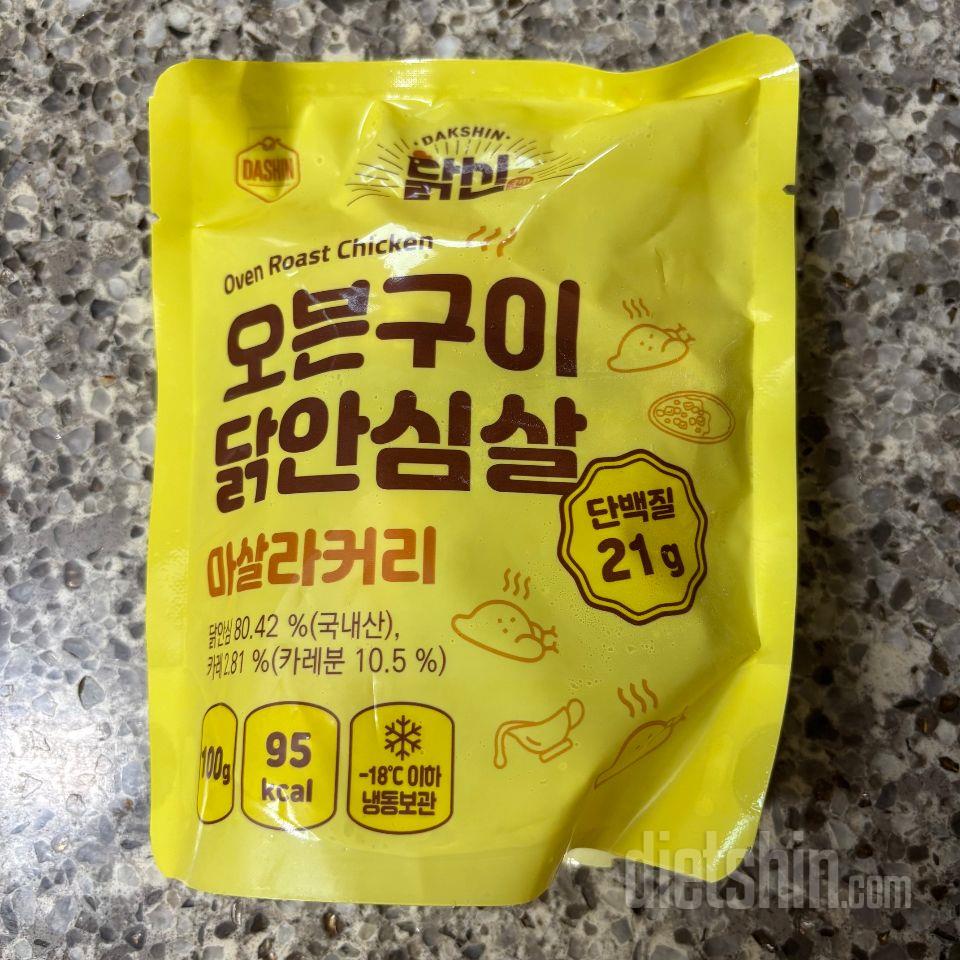 DASHIN
·DAKSHIN·
닭신
Oven Roast Chicken
오븐구이
닭안심살
마살라커리
단백질
21g
닭안심 80.42 %(국내산),
카레 2.81 %(카레분 10.5 %)
100g
95
kcal
-18℃ 이하
냉동보관
dietshin.com